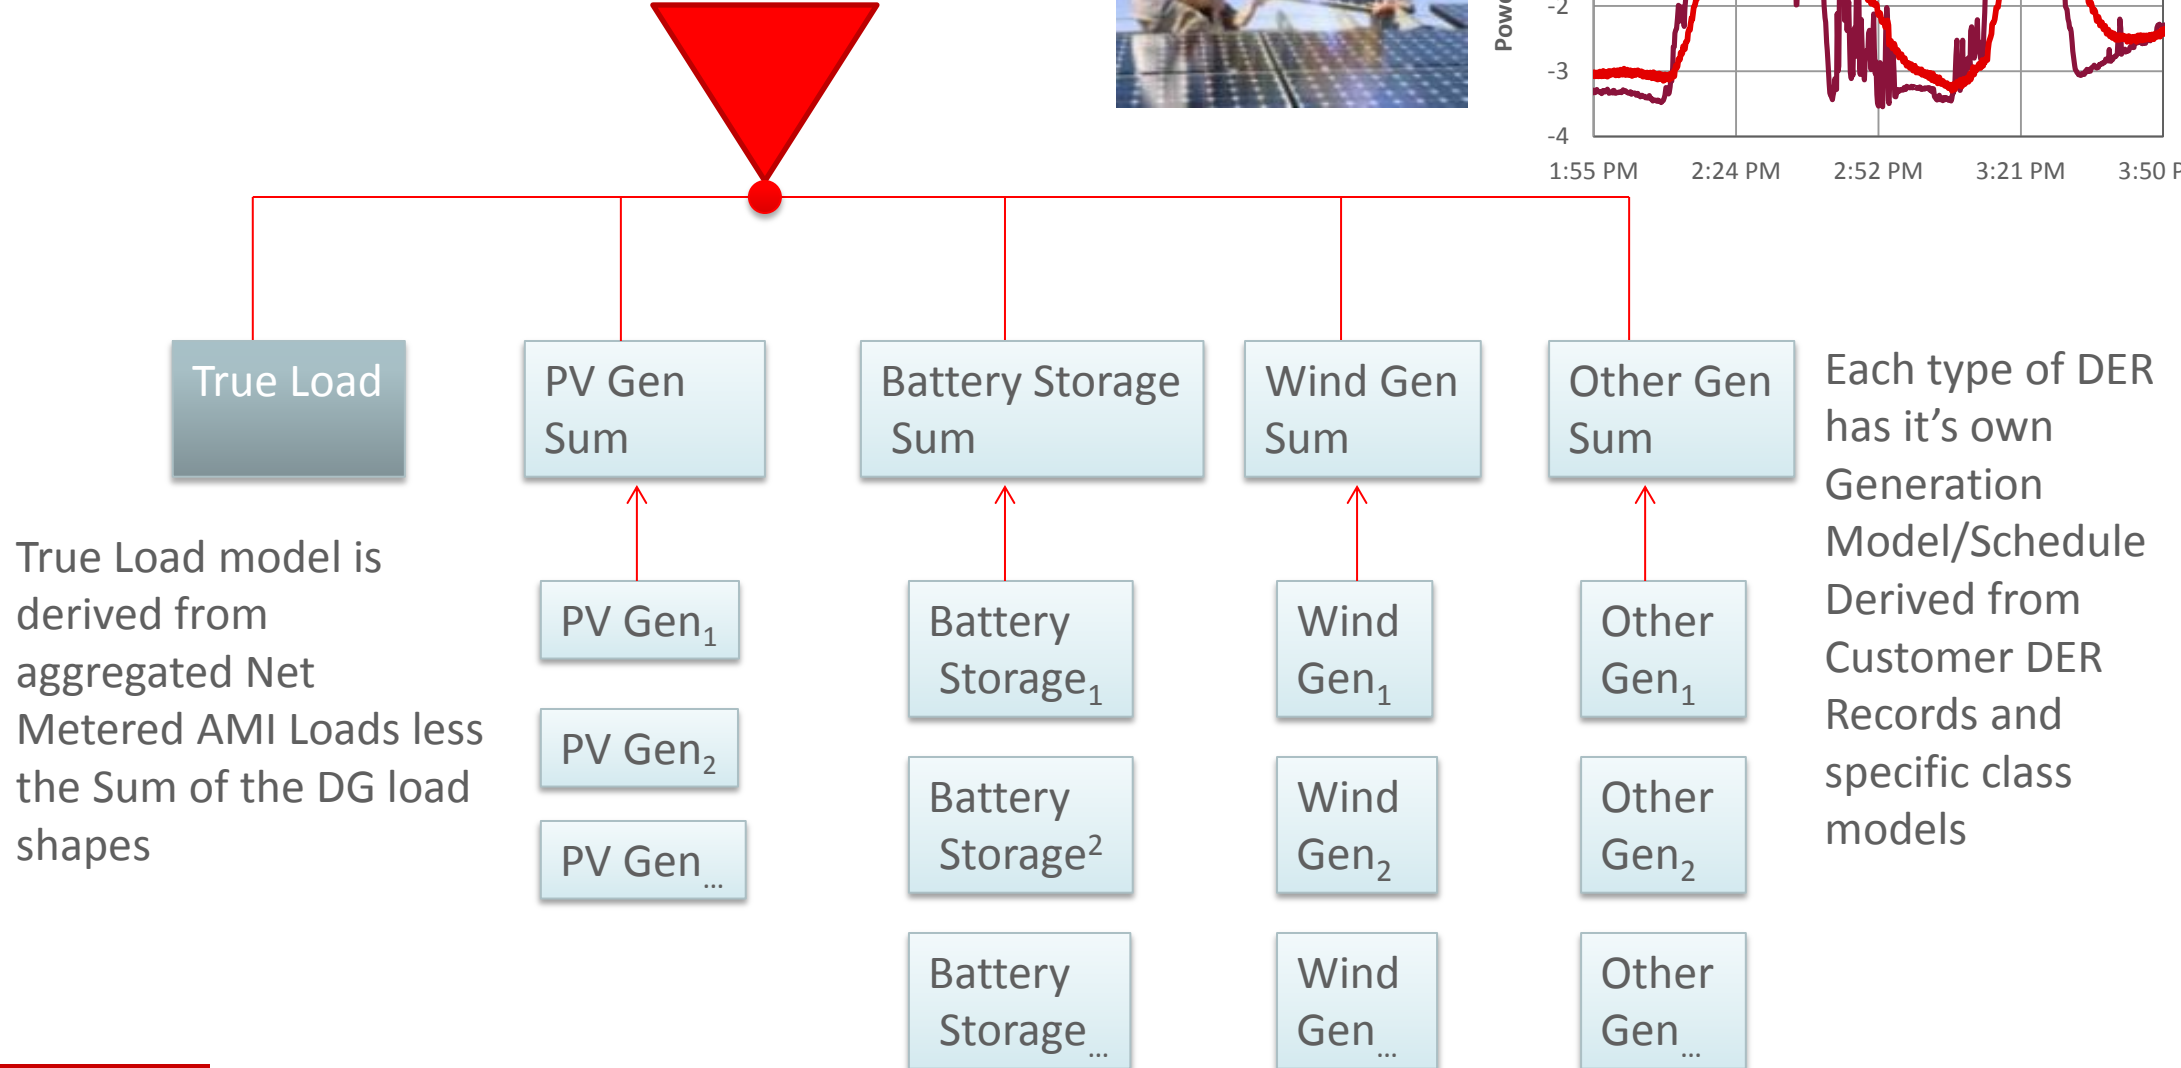 Powe
-2
-3
-4
1:55 PM
2:24 PM
2:52 PM
3:21 PM
3:50 P
True Load
PV Gen
Sum
Battery Storage
Sum
Wind Gen
Sum
Other Gen
Sum
Each type of DER
has it’s own
Generation
Model/Schedule
Derived from
Customer DER
Records and
specific class
models
True Load model is
derived from
aggregated Net
Metered AMI Loads less
the Sum of the DG load
shapes
PV Gen₁
PV Gen₂
PV Gen...
Battery
Storage₁
Battery
Storage²
Battery
Storage...
Wind
Gen₁
Wind
Gen₂
Wind
Gen...
Other
Gen₁
Other
Gen₂
Other
Gen...